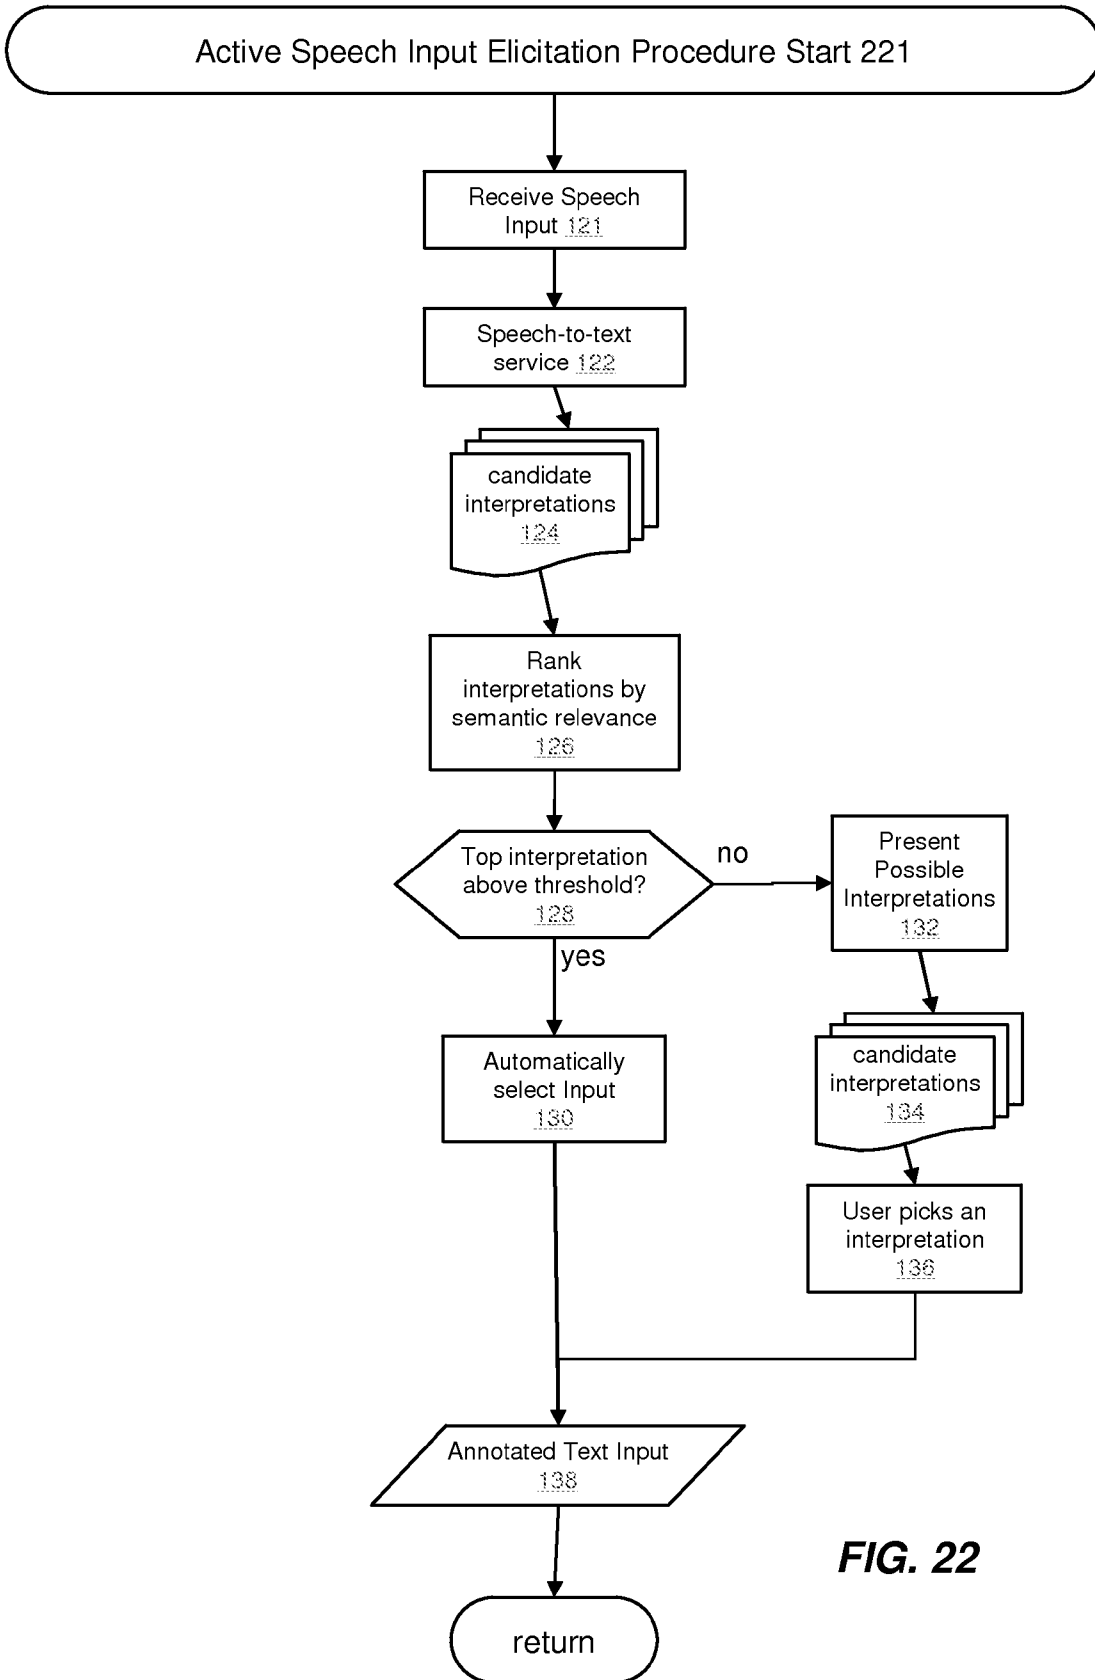 Active Speech Input Elicitation Procedure Start 221
Receive Speech
Input 121
Speech-to-text
service 122
candidate
interpretations
124
Rank
interpretations by
semantic relevance
126
Top interpretation
above threshold?
128
no
yes
Present
Possible
Interpretations
132
candidate
interpretations
134
Automatically
select Input
130
User picks an
interpretation
136
Annotated Text Input
138
FIG. 22
return